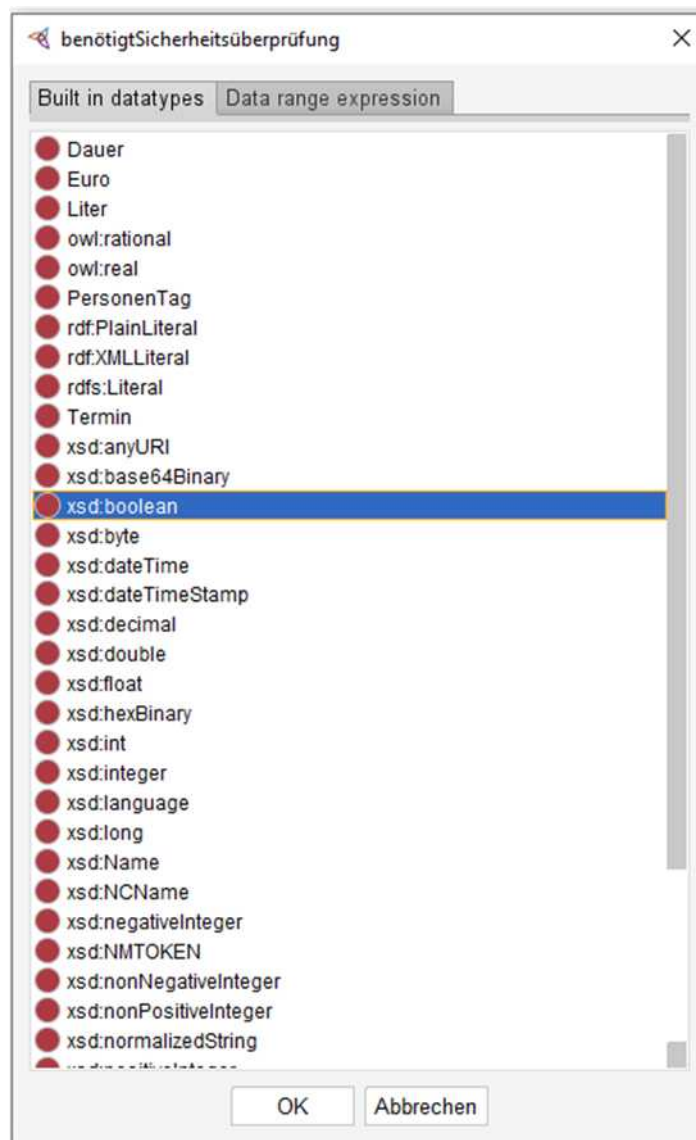 benötigtSicherheitsüberprüfung
Built in datatypes Data range expression
Dauer
Euro
Liter
owl:rational
owl:real
PersonenTag
rdf:PlainLiteral
rdf:XMLLiteral
rdfs:Literal
Termin
xsd:anyURI
xsd:base64Binary
xsd:boolean
xsd:byte
xsd:dateTime
xsd:dateTimeStamp
xsd:decimal
xsd:double
xsd:float
xsd:hexBinary
xsd:int
xsd:integer
xsd:language
xsd:long
xsd:Name
xsd:NCName
xsd:negativeInteger
xsd:NMTOKEN
xsd:nonNegativeInteger
xsd:nonPositiveInteger
xsd:normalizedString
OK Abbrechen